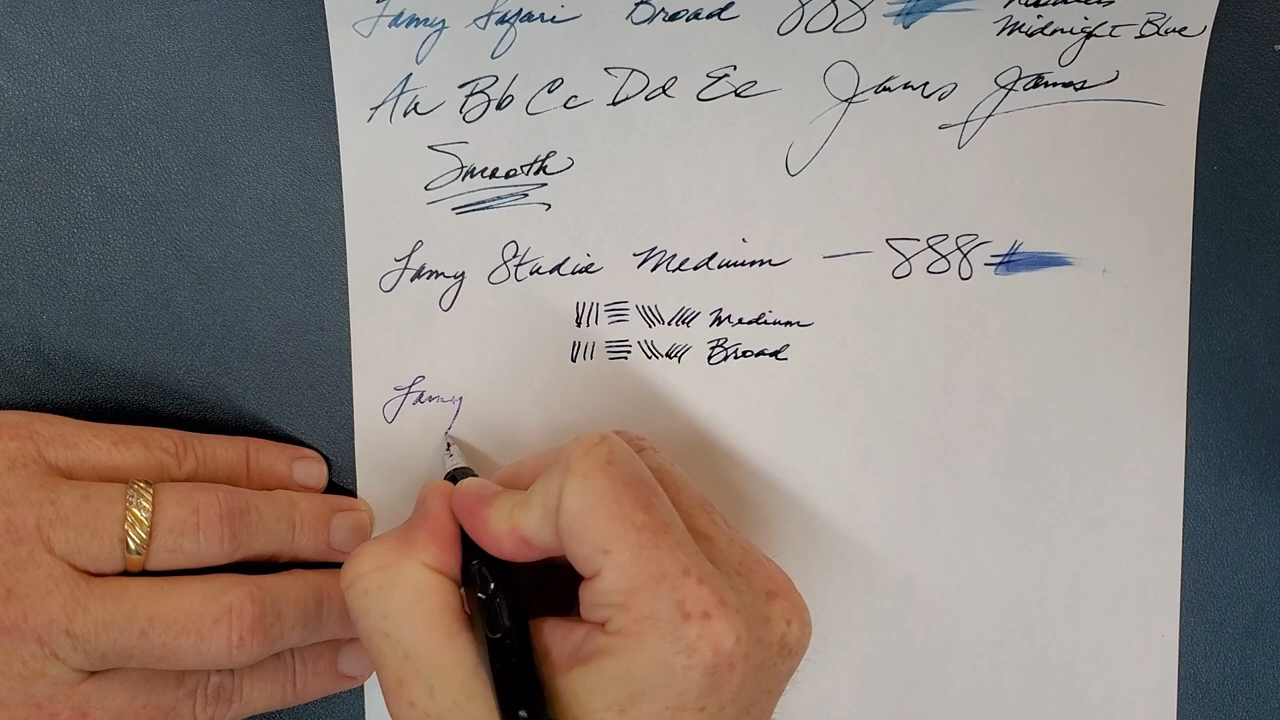 Lamy Safari Broad 888 Midnight Blue
Aa Bb Cc Dd Ee James James
Smooth
Lamy Studio Medium — 888
Medium
Broad
Lamy